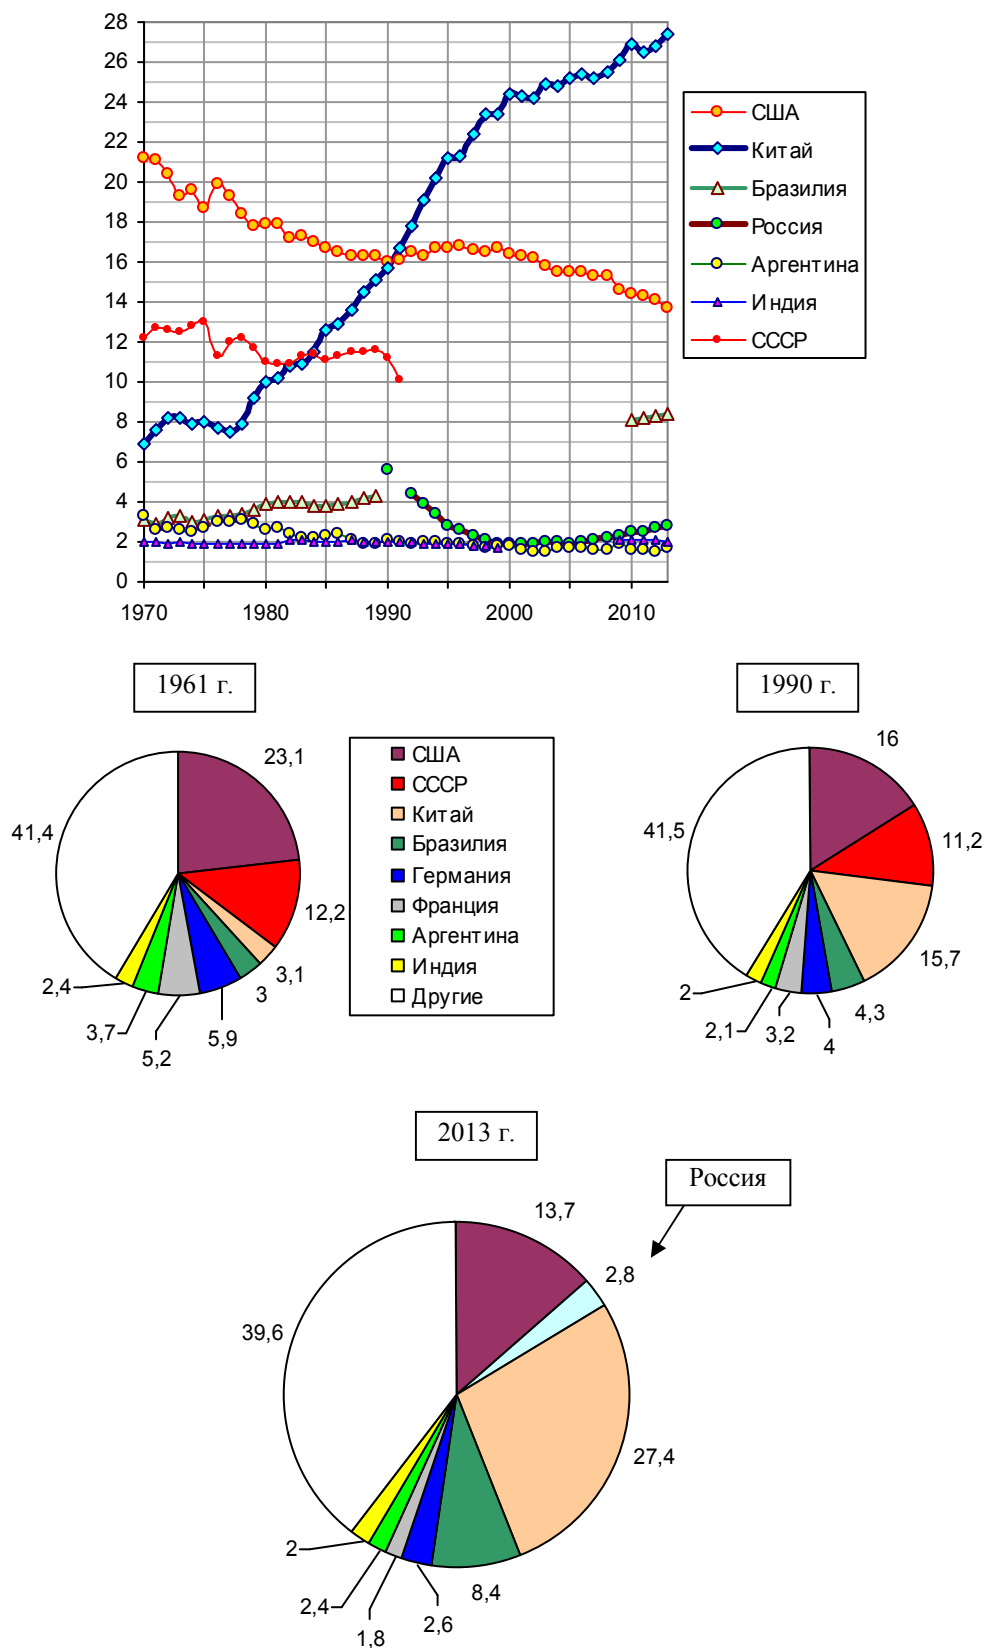 28
26
24
22
20
18
16
14
12
10
8
6
4
2
0
1970 1980 1990 2000 2010
США
Китай
Бразилия
Россия
Аргентина
Индия
СССР
1961 г.
23,1
12,2
3,1
3
5,9
5,2
3,7
2,4
41,4
США
СССР
Китай
Бразилия
Германия
Франция
Аргентина
Индия
Другие
1990 г.
16
11,2
15,7
4,3
4
3,2
2,1
2
41,5
2013 г.
Россия
13,7
2,8
27,4
8,4
2,6
1,8
2,4
2
39,6